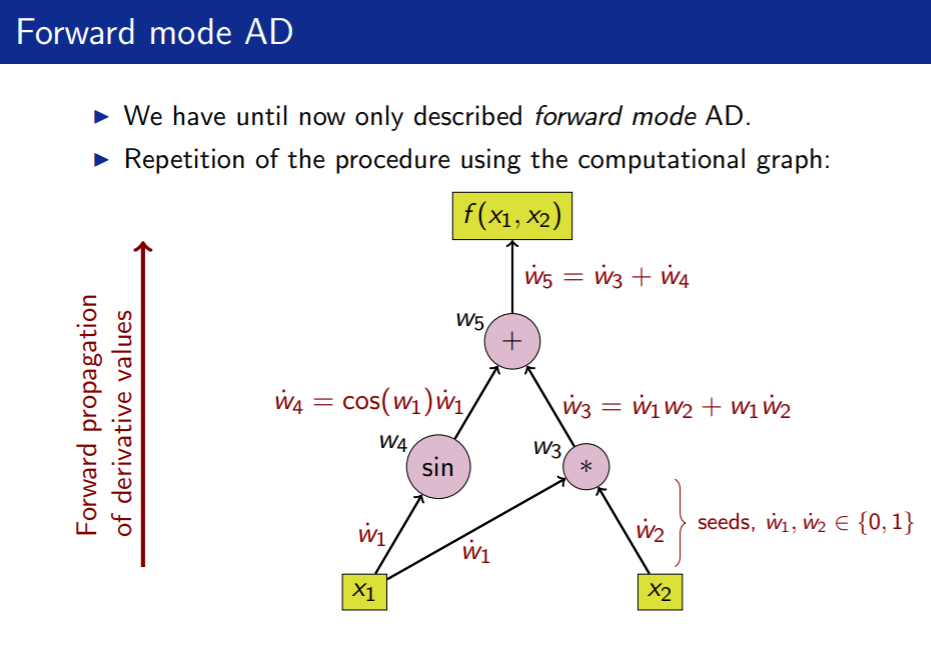 Forward mode AD
▶ We have until now only described forward mode AD.
▶ Repetition of the procedure using the computational graph:
f(x₁, x₂)
ẇ₅ = ẇ₃ + ẇ₄
w₅
+
ẇ₄ = cos(w₁)ẇ₁
ẇ₃ = ẇ₁w₂ + w₁ẇ₂
w₄
sin
w₃
*
ẇ₁
ẇ₁
ẇ₂
seeds, ẇ₁, ẇ₂ ∈ {0, 1}
x₁
x₂
Forward propagation
of derivative values